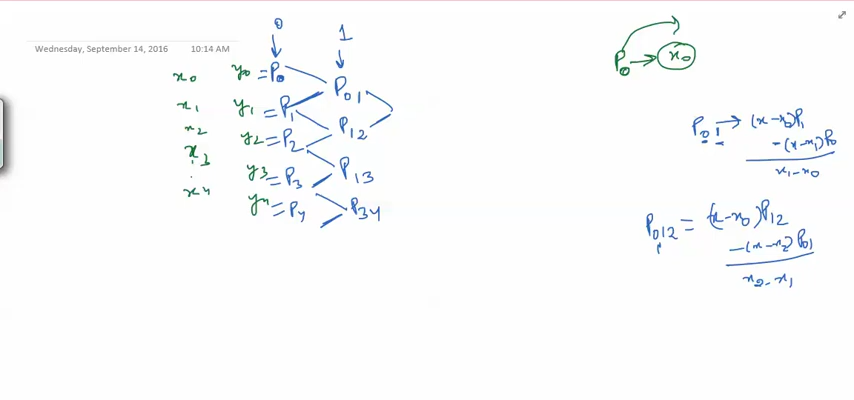 0
1
Wednesday, September 14, 2016 10:14 AM
x₀ y₀ = P₀
P₀₁
x₁ y₁ = P₁
P₁₂
x₂ y₂ = P₂
x₃ P₁₃
y₃ = P₃
x₄ y₄ = P₄ P₃₄
P₀ → x₀
P₀₁ → (x-x₀)P₁
-(x-x₁)P₀
x₁-x₀
P₀₁₂ = (x-x₀)P₁₂
-(x-x₂)P₀₁
x₂-x₁